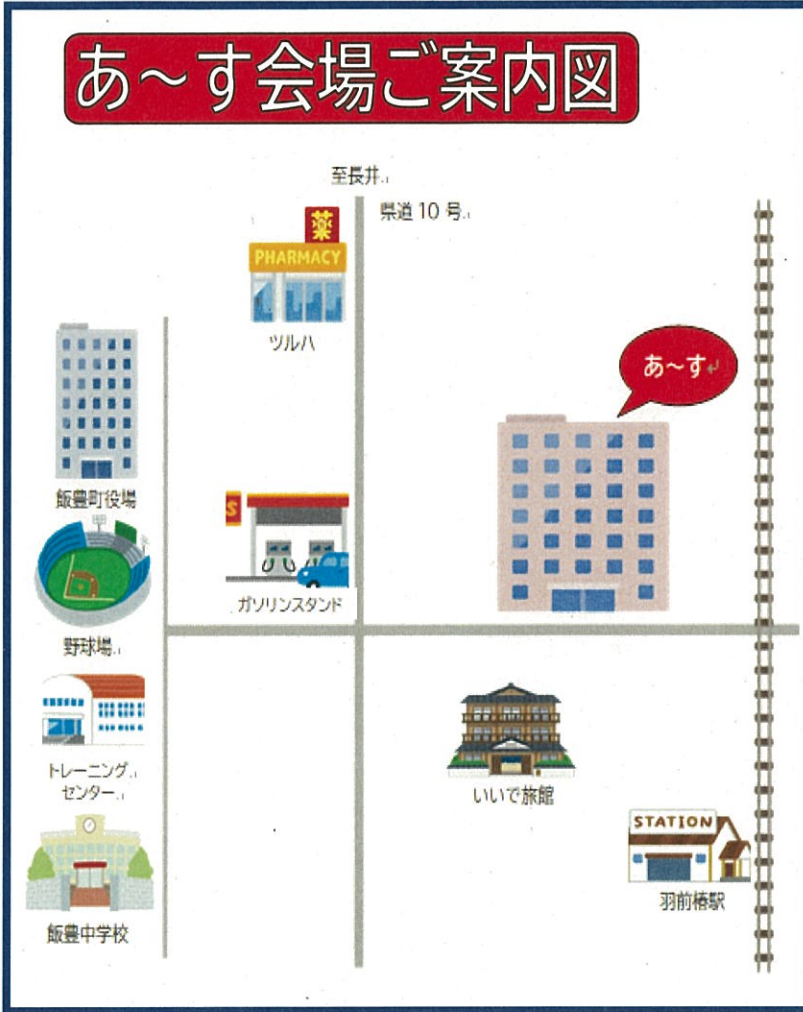 あ～す会場ご案内図
至長井
県道 10 号
薬
PHARMACY
ツルハ
あ～す
飯豊町役場
S
ガソリンスタンド
野球場
トレーニング
センター
いいで旅館
STATION
羽前椿駅
飯豊中学校